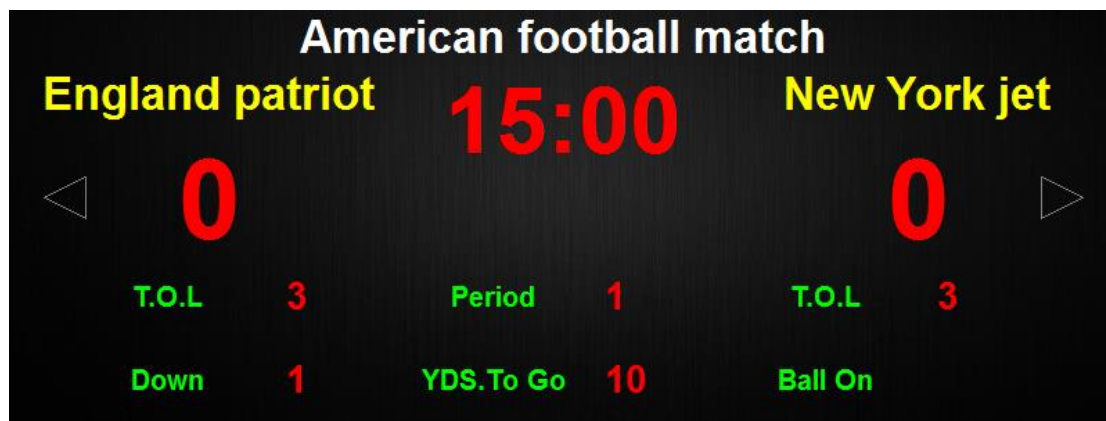 American football match
England patriot 15:00 New York jet
0 0
T.O.L 3 Period 1 T.O.L 3
Down 1 YDS.To Go 10 Ball On